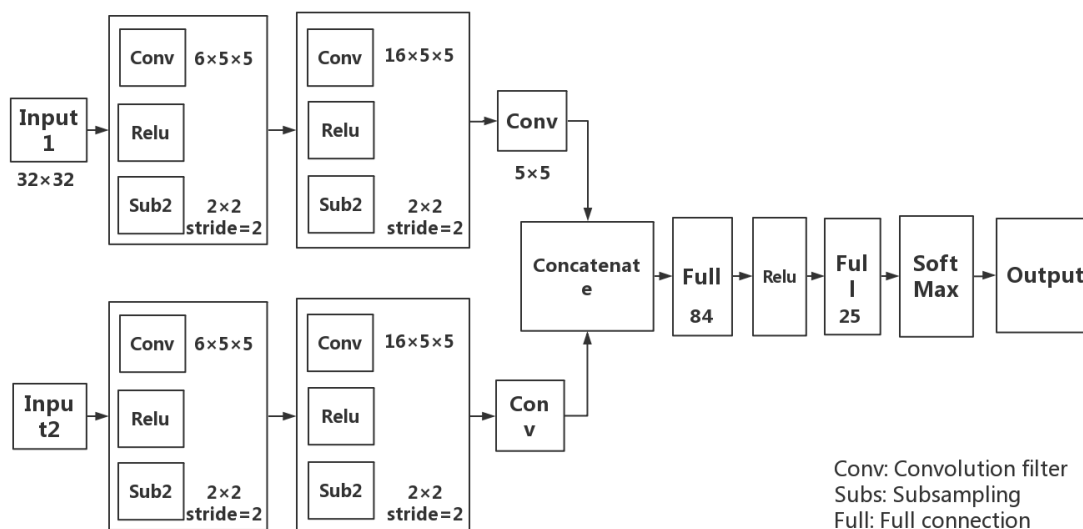 Input
1
32×32
Conv
6×5×5
Relu
Sub2
2×2
stride=2
Conv
16×5×5
Relu
Sub2
2×2
stride=2
Conv
5×5
Inpu
t2
Conv
6×5×5
Relu
Sub2
2×2
stride=2
Conv
16×5×5
Relu
Sub2
2×2
stride=2
Con
v
Concatenat
e
Full
84
Relu
Ful
l
25
Soft
Max
Output
Conv: Convolution filter
Subs: Subsampling
Full: Full connection